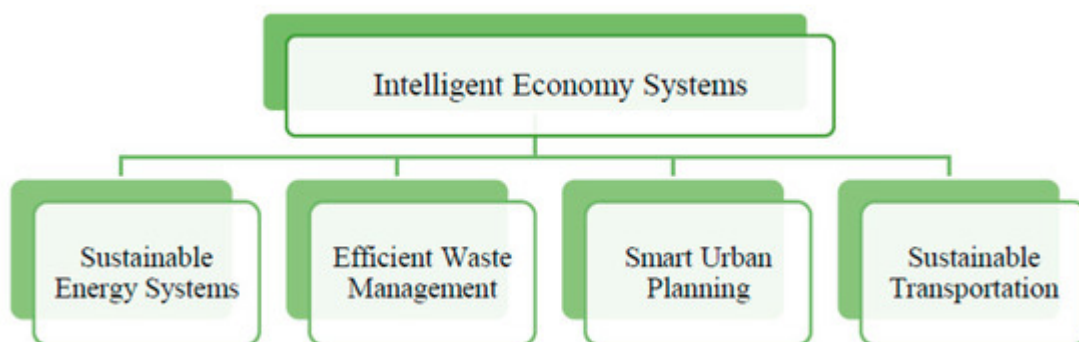 Intelligent Economy Systems
Sustainable
Energy Systems
Efficient Waste
Management
Smart Urban
Planning
Sustainable
Transportation